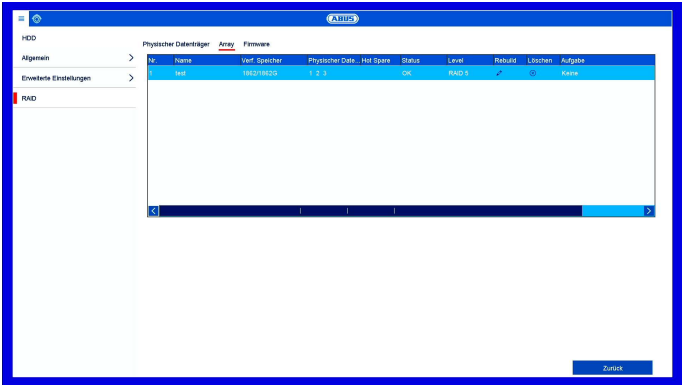 ABUS
HDD
Physischer Datenträger Array Firmware
Allgemein
Erweiterte Einstellungen
RAID
Nr. Name Verf. Speicher Physischer Date... Hot Spare Status Level Rebuild Löschen Aufgabe
1 test 1862/1862G 1 2 3 OK RAID 5 Keine
Zurück